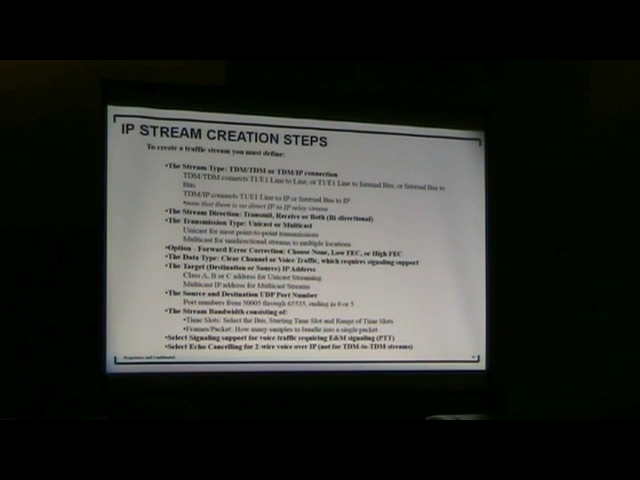 IP STREAM CREATION STEPS
To create a traffic stream you must define:
•The Stream Type: TDM/TDM or TDM/IP connection
TDM/TDM connects T1/E1 Line to Line, or T1/E1 Line to Internal Bus, or Internal Bus to
Bus
TDM/IP connects T1/E1 Line to IP or Internal Bus to IP
•note that there is no direct IP to IP relay stream
•The Stream Direction: Transmit, Receive or Both (Bi-directional)
•The Transmission Type: Unicast or Multicast
Unicast for most point-to-point transmissions
Multicast for unidirectional streams to multiple locations
•Option – Forward Error Correction: Choose None, Low FEC, or High FEC
•The Data Type: Clear Channel or Voice Traffic, which requires signaling support
•The Target (Destination or Source) IP Address
Class A, B or C address for Unicast Streaming
Multicast IP address for Multicast Streams
•The Source and Destination UDP Port Number
Port numbers from 50005 through 65535, ending in 0 or 5
•The Stream Bandwidth consisting of:
•Time Slots: Select the Bus, Starting Time Slot and Range of Time Slots
•Frames/Packet: How many samples to bundle into a single packet
•Select Signaling support for voice traffic requiring E&M signaling (PTT)
•Select Echo Cancelling for 2-wire voice over IP (not for TDM-to-TDM streams)
Proprietary and Confidential